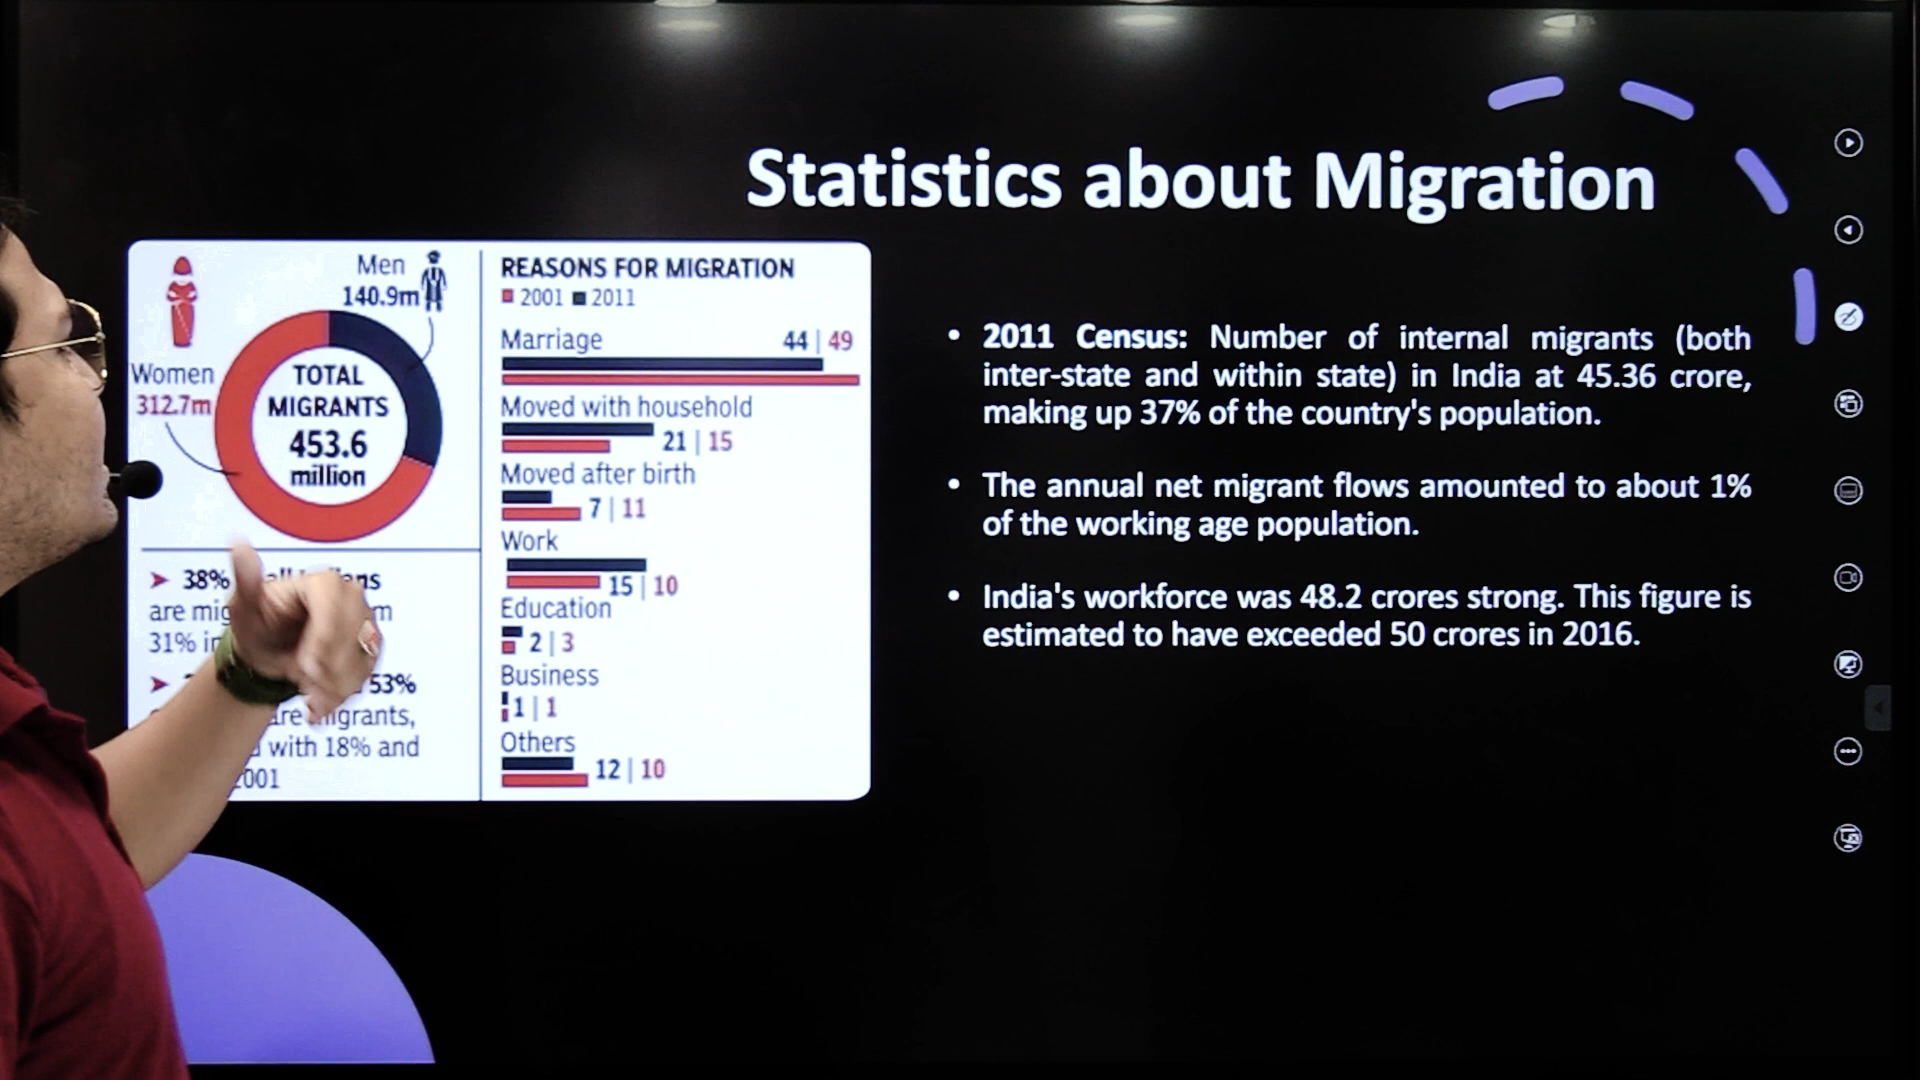 Statistics about Migration
Men
140.9m
Women
312.7m
TOTAL
MIGRANTS
453.6
million
38%
are
31%
53%
migrants,
with 18% and
2001
REASONS FOR MIGRATION
2001 2011
Marriage 44 | 49
Moved with household
21 | 15
Moved after birth
7 | 11
Work
15 | 10
Education
2 | 3
Business
1 | 1
Others
12 | 10
• 2011 Census: Number of internal migrants (both
inter-state and within state) in India at 45.36 crore,
making up 37% of the country's population.
• The annual net migrant flows amounted to about 1%
of the working age population.
• India's workforce was 48.2 crores strong. This figure is
estimated to have exceeded 50 crores in 2016.